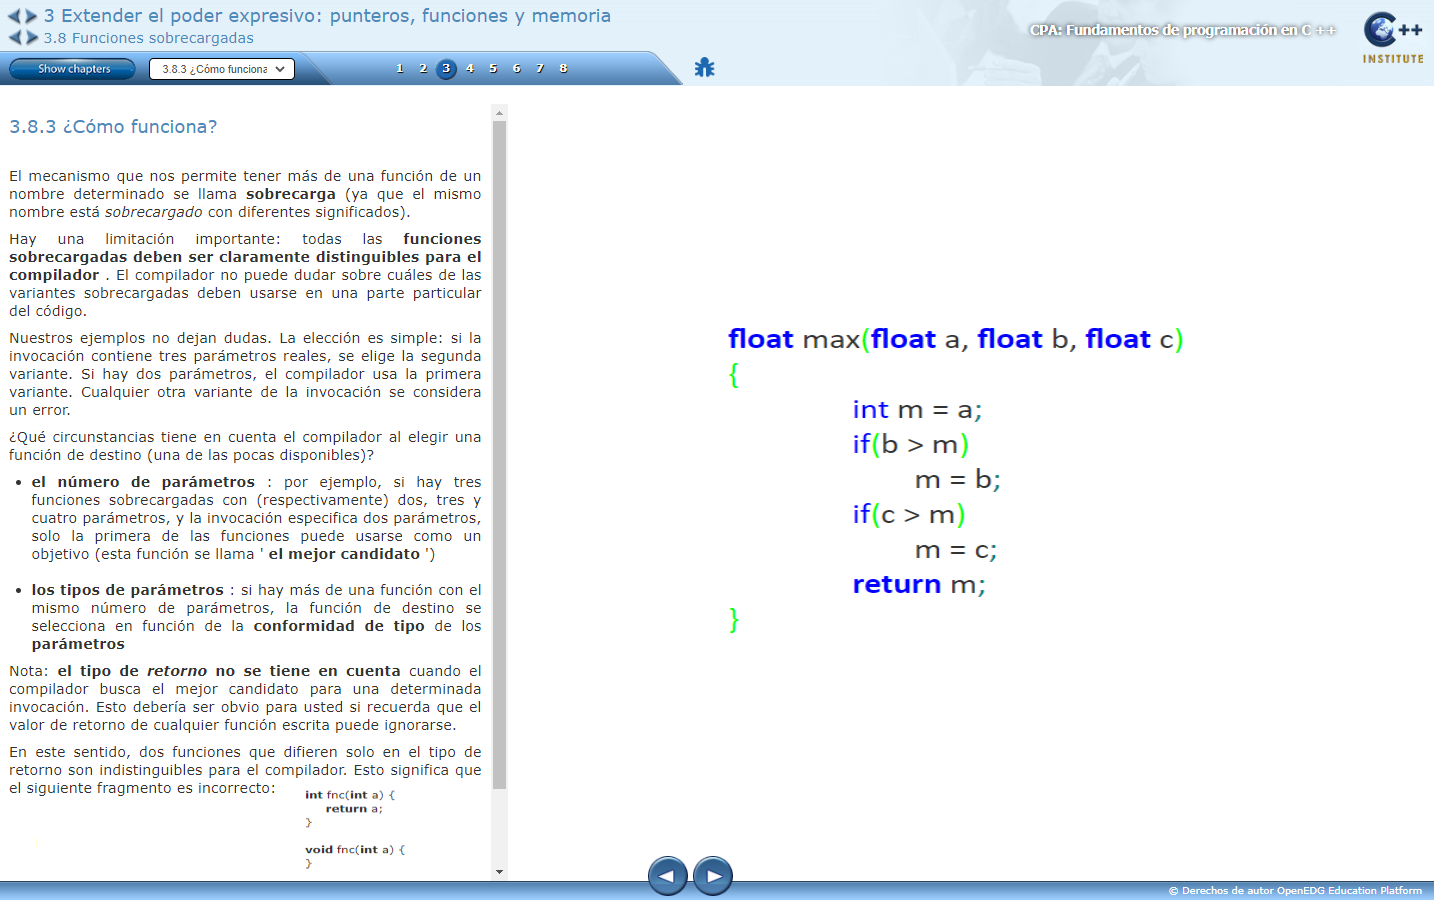 3 Extender el poder expresivo: punteros, funciones y memoria
3.8 Funciones sobrecargadas
CPA: Fundamentos de programación en C ++
C++
INSTITUTE
Show chapters
3.8.3 ¿Cómo funciona
1 2 3 4 5 6 7 8
3.8.3 ¿Cómo funciona?
El mecanismo que nos permite tener más de una función de un
nombre determinado se llama sobrecarga (ya que el mismo
nombre está sobrecargado con diferentes significados).
Hay una limitación importante: todas las funciones
sobrecargadas deben ser claramente distinguibles para el
compilador . El compilador no puede dudar sobre cuáles de las
variantes sobrecargadas deben usarse en una parte particular
del código.
Nuestros ejemplos no dejan dudas. La elección es simple: si la
invocación contiene tres parámetros reales, se elige la segunda
variante. Si hay dos parámetros, el compilador usa la primera
variante. Cualquier otra variante de la invocación se considera
un error.
¿Qué circunstancias tiene en cuenta el compilador al elegir una
función de destino (una de las pocas disponibles)?
• el número de parámetros : por ejemplo, si hay tres
funciones sobrecargadas con (respectivamente) dos, tres y
cuatro parámetros, y la invocación especifica dos parámetros,
solo la primera de las funciones puede usarse como un
objetivo (esta función se llama ' el mejor candidato ')
• los tipos de parámetros : si hay más de una función con el
mismo número de parámetros, la función de destino se
selecciona en función de la conformidad de tipo de los
parámetros
Nota: el tipo de retorno no se tiene en cuenta cuando el
compilador busca el mejor candidato para una determinada
invocación. Esto debería ser obvio para usted si recuerda que el
valor de retorno de cualquier función escrita puede ignorarse.
En este sentido, dos funciones que difieren solo en el tipo de
retorno son indistinguibles para el compilador. Esto significa que
el siguiente fragmento es incorrecto:
int fnc(int a) {
return a;
}
void fnc(int a) {
}
float max(float a, float b, float c)
{
int m = a;
if(b > m)
m = b;
if(c > m)
m = c;
return m;
}
© Derechos de autor OpenEDG Education Platform